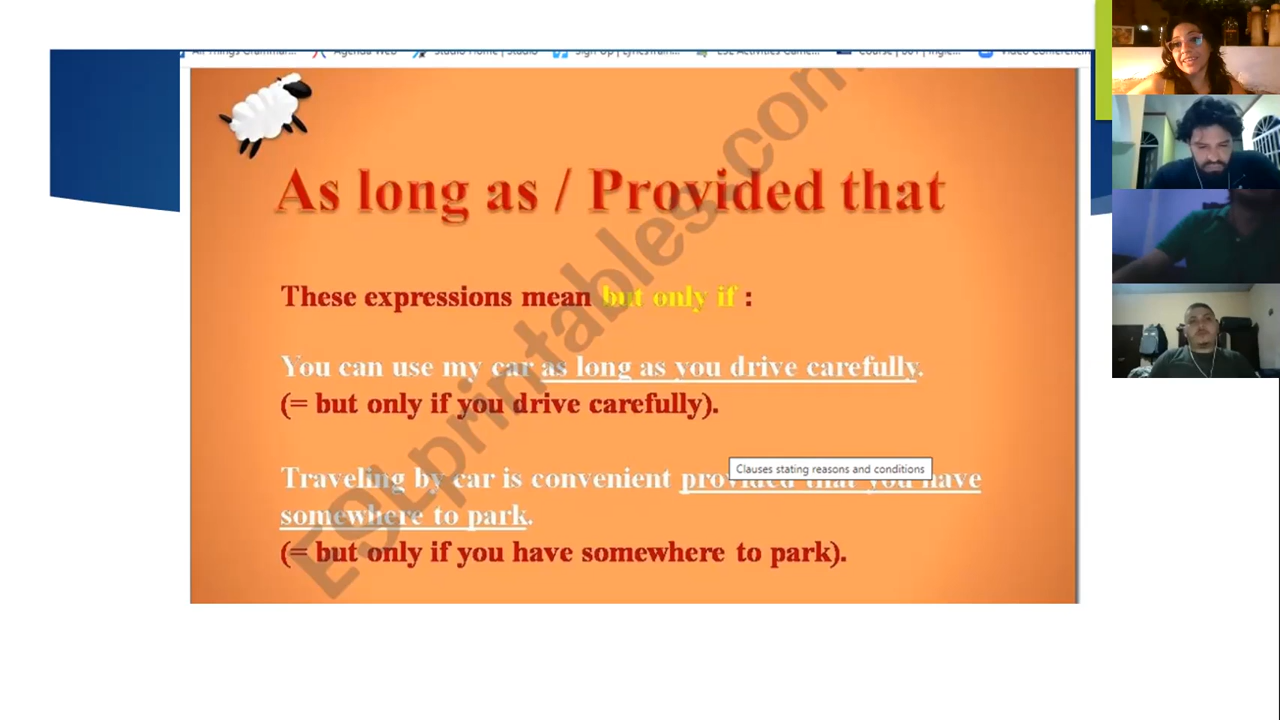 As long as / Provided that
These expressions mean but only if :
You can use my car as long as you drive carefully.
(= but only if you drive carefully).
Clauses stating reasons and conditions
Traveling by car is convenient provided that you have
somewhere to park.
(= but only if you have somewhere to park).
ESLprintables.com